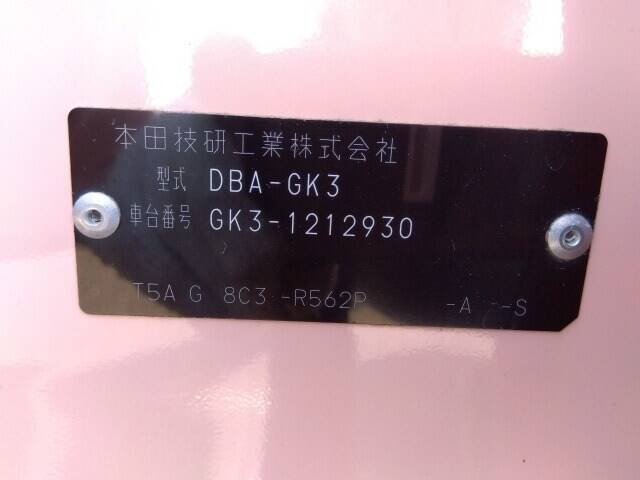 本田技研工業株式会社
型式 DBA-GK3
車台番号 GK3-1212930
T5A G 8C3 -R562P -A --S